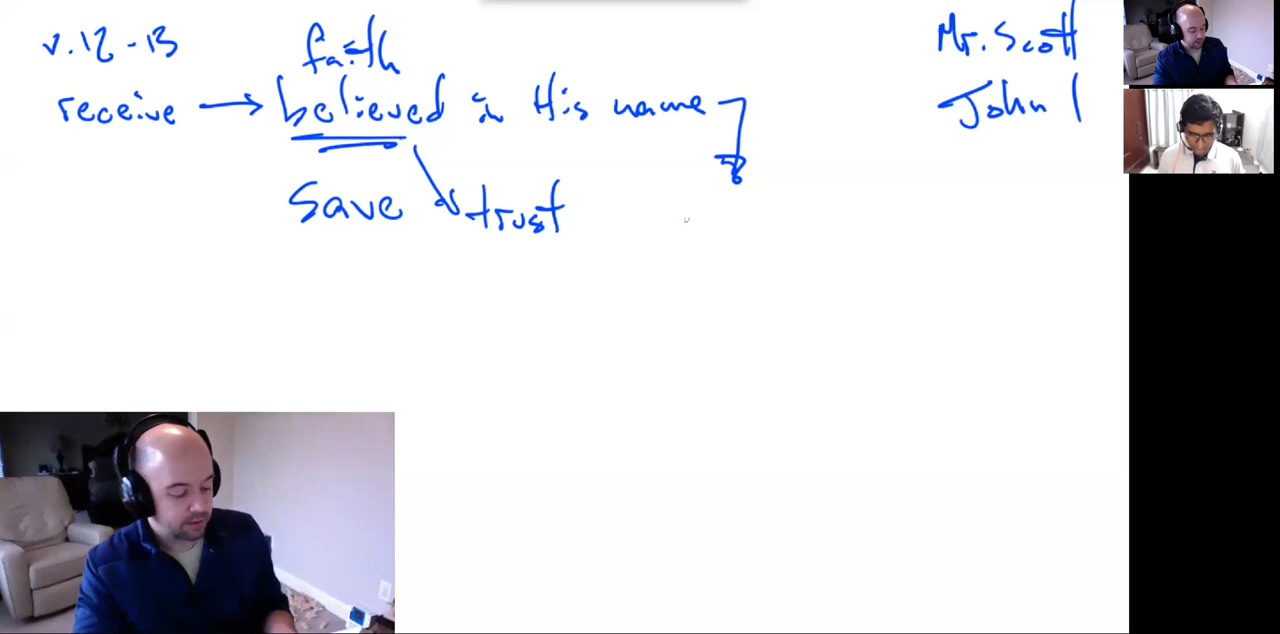 v.12-13
faith
receive → believed in His name
save
trust
Mr. Scott
John 1